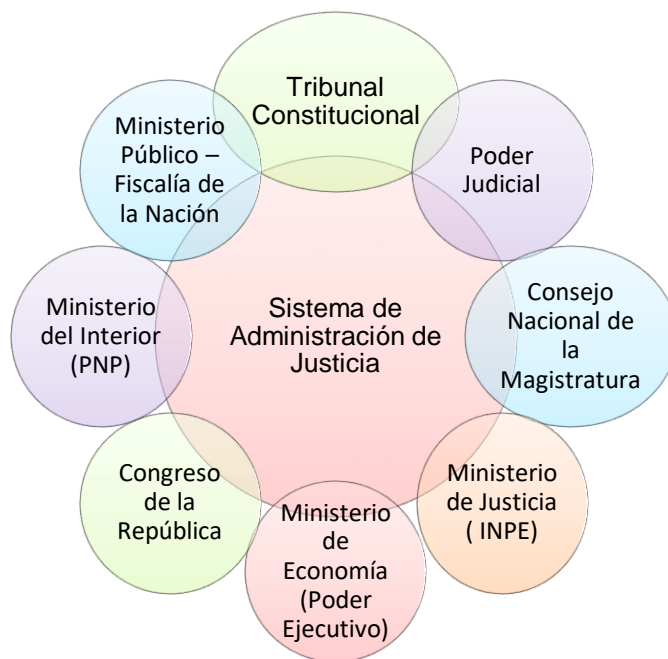 Tribunal
Constitucional
Poder
Judicial
Consejo
Nacional de
la
Magistratura
Ministerio
de Justicia
( INPE)
Ministerio
de
Economía
(Poder
Ejecutivo)
Congreso
de la
República
Ministerio
del Interior
(PNP)
Ministerio
Público –
Fiscalía de
la Nación
Sistema de
Administración de
Justicia